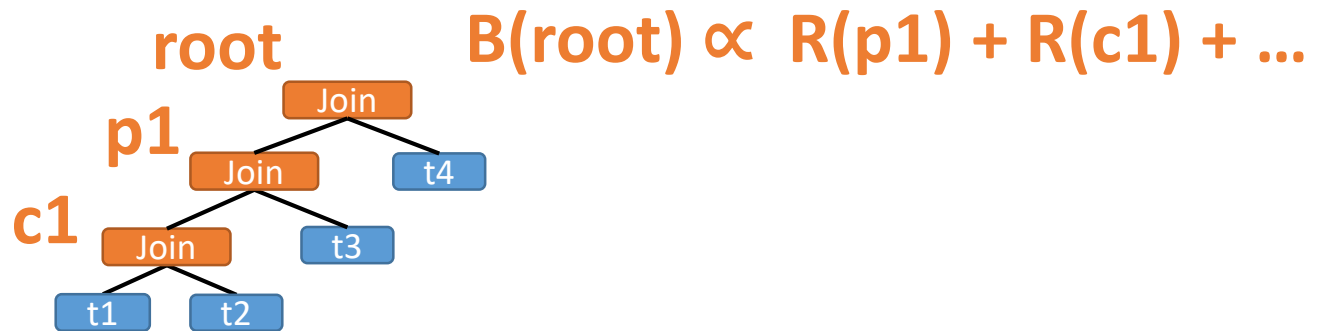 root
B(root) ∝ R(p1) + R(c1) + ...
Join
p1
Join
t4
c1
Join
t3
t1
t2